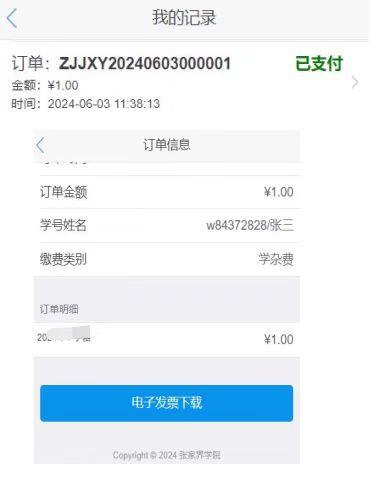 我的记录
订单：ZJJXY20240603000001 已支付
金额：¥1.00
时间：2024-06-03 11:38:13
订单信息
订单金额 ¥1.00
学号姓名 w84372828/张三
缴费类别 学杂费
订单明细
¥1.00
电子发票下载
Copyright © 2024 张家界学院